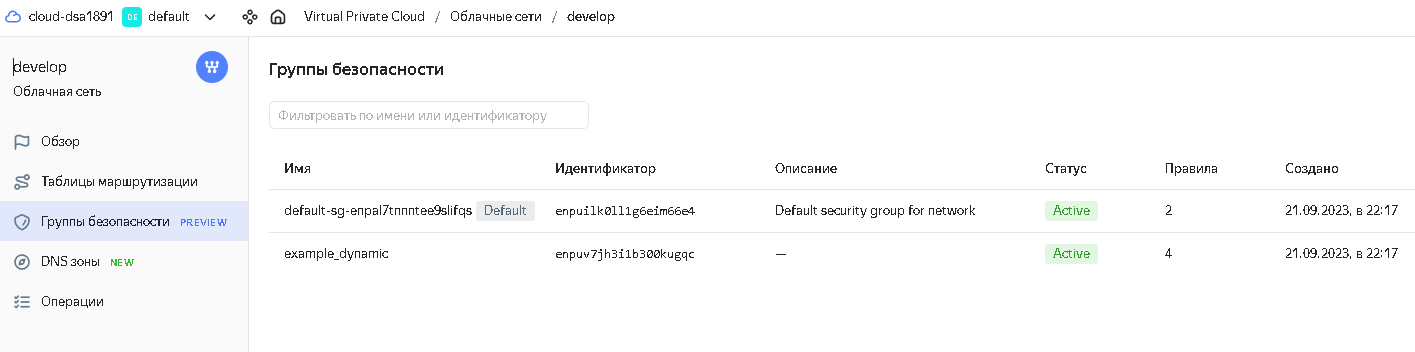 cloud-dsa1891 DE default Virtual Private Cloud / Облачные сети / develop
develop
Облачная сеть
Обзор
Таблицы маршрутизации
Группы безопасности PREVIEW
DNS зоны NEW
Операции
Группы безопасности
Фильтровать по имени или идентификатору
Имя Идентификатор Описание Статус Правила Создано
default-sg-enpal7tnnntee9slifqs Default enpuilk0ll1g6eim66e4 Default security group for network Active 2 21.09.2023, в 22:17
example_dynamic enpuv7jh3i1b300kugqc — Active 4 21.09.2023, в 22:17